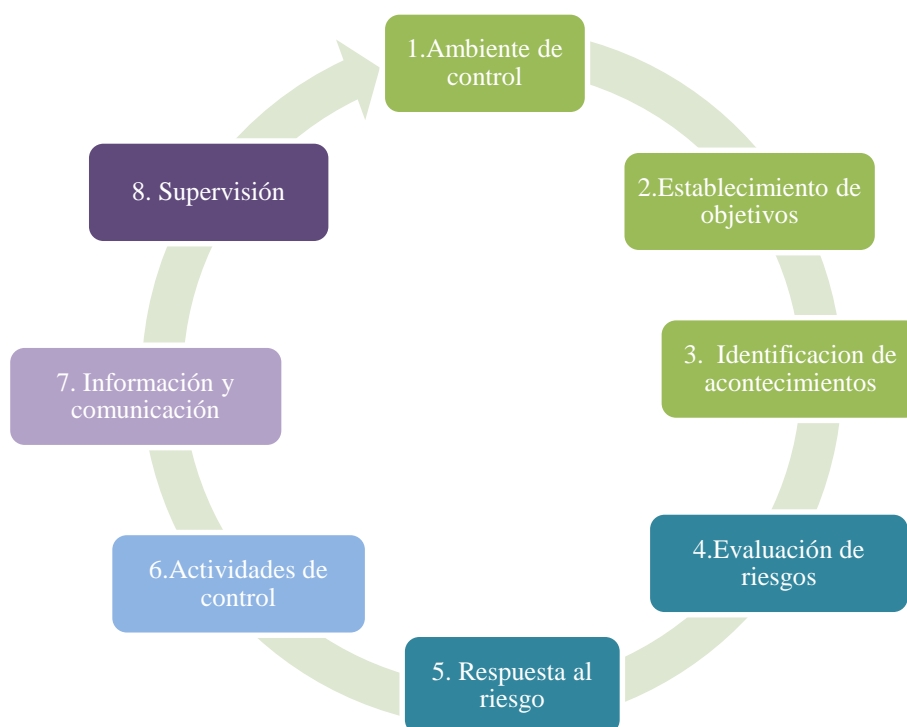 1.Ambiente de
control
2.Establecimiento de
objetivos
3. Identificacion de
acontecimientos
4.Evaluación de
riesgos
5. Respuesta al
riesgo
6.Actividades de
control
7. Información y
comunicación
8. Supervisión